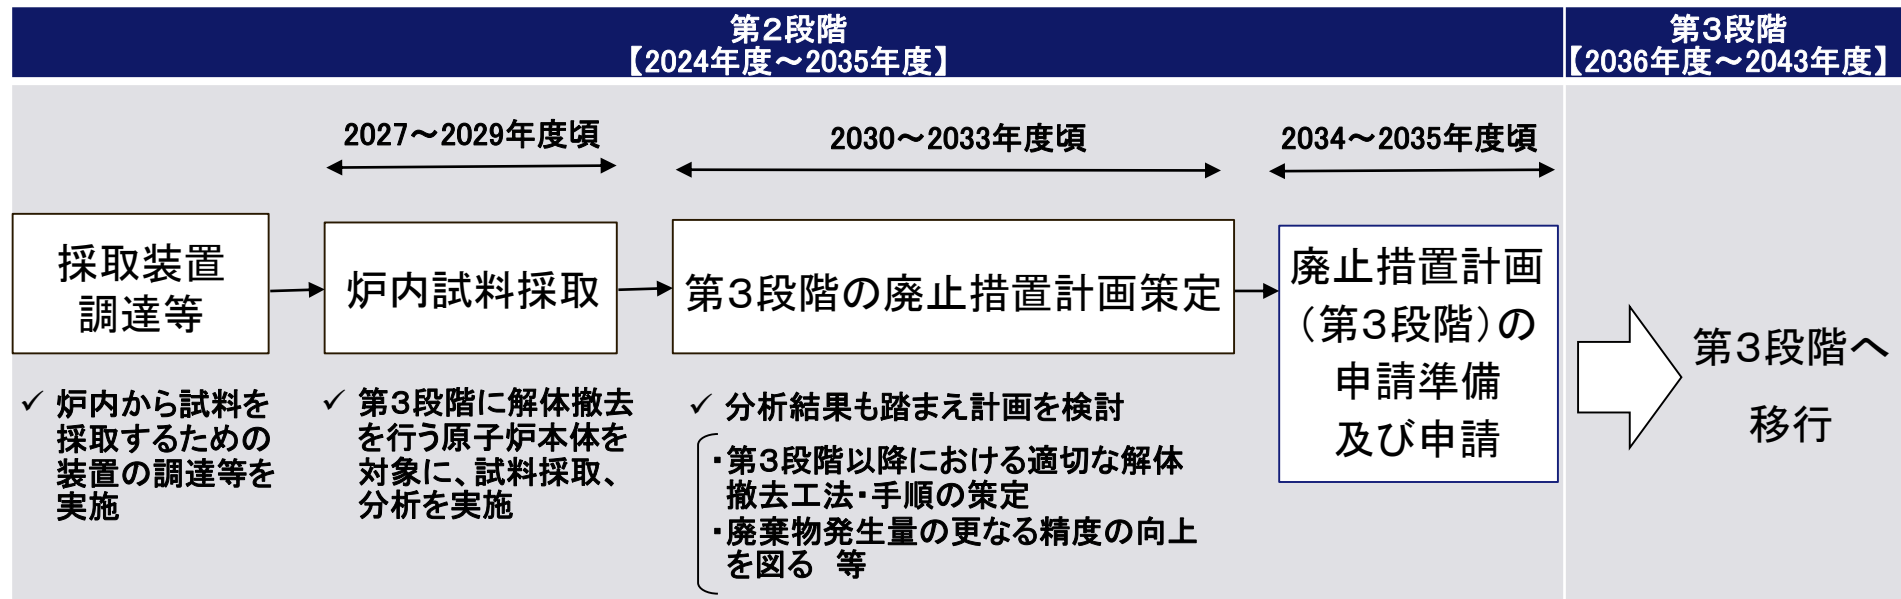 第２段階
【2024年度～2035年度】
第３段階
【2036年度～2043年度】
2027～2029年度頃
2030～2033年度頃
2034～2035年度頃
採取装置
調達等
炉内試料採取
第３段階の廃止措置計画策定
廃止措置計画
（第３段階）の
申請準備
及び申請
第３段階へ
移行
✓ 炉内から試料を
採取するための
装置の調達等を
実施
✓ 第３段階に解体撤去
を行う原子炉本体を
対象に、試料採取、
分析を実施
✓ 分析結果も踏まえ計画を検討
・第３段階以降における適切な解体
撤去工法・手順の策定
・廃棄物発生量の更なる精度の向上
を図る　等